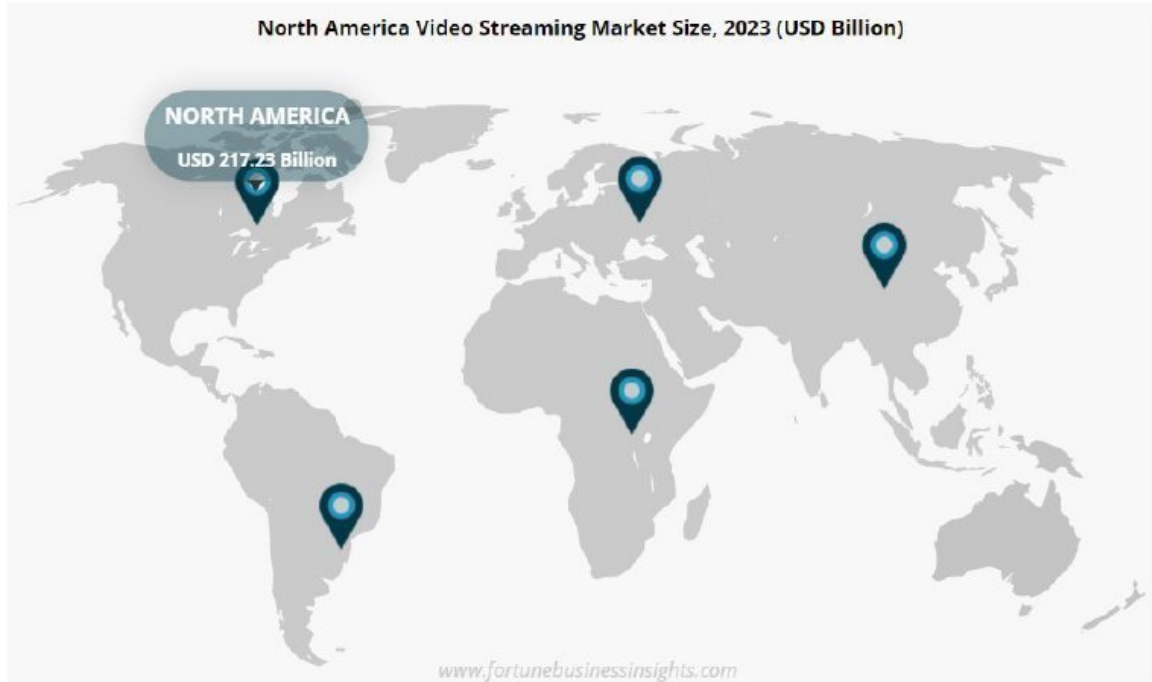 North America Video Streaming Market Size, 2023 (USD Billion)
NORTH AMERICA
USD 217.23 Billion
www.fortunebusinessinsights.com